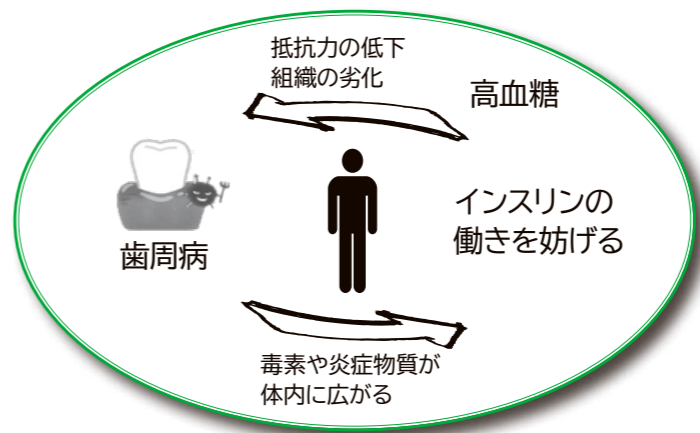 抵抗力の低下
組織の劣化
高血糖
歯周病
インスリンの
働きを妨げる
毒素や炎症物質が
体内に広がる